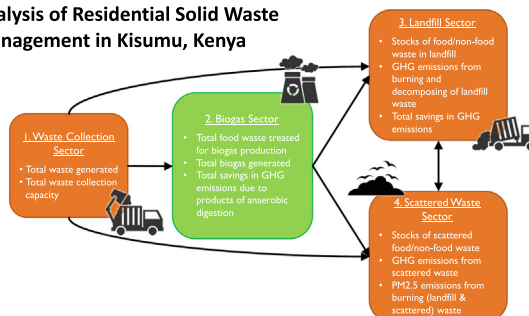 alysis of Residential Solid Waste
nagement in Kisumu, Kenya
1. Waste Collection
Sector
• Total waste generated
• Total waste collection
capacity
2. Biogas Sector
• Total food waste treated
for biogas production
• Total biogas generated
• Total savings in GHG
emissions due to
products of anaerobic
digestion
3. Landfill Sector
• Stocks of food/non-food
waste in landfill
• GHG emissions from
burning and
decomposing of landfill
waste
• Total savings in GHG
emissions
4. Scattered Waste
Sector
• Stocks of scattered
food/non-food waste
• GHG emissions from
scattered waste
• PM2.5 emissions from
burning (landfill &
scattered) waste